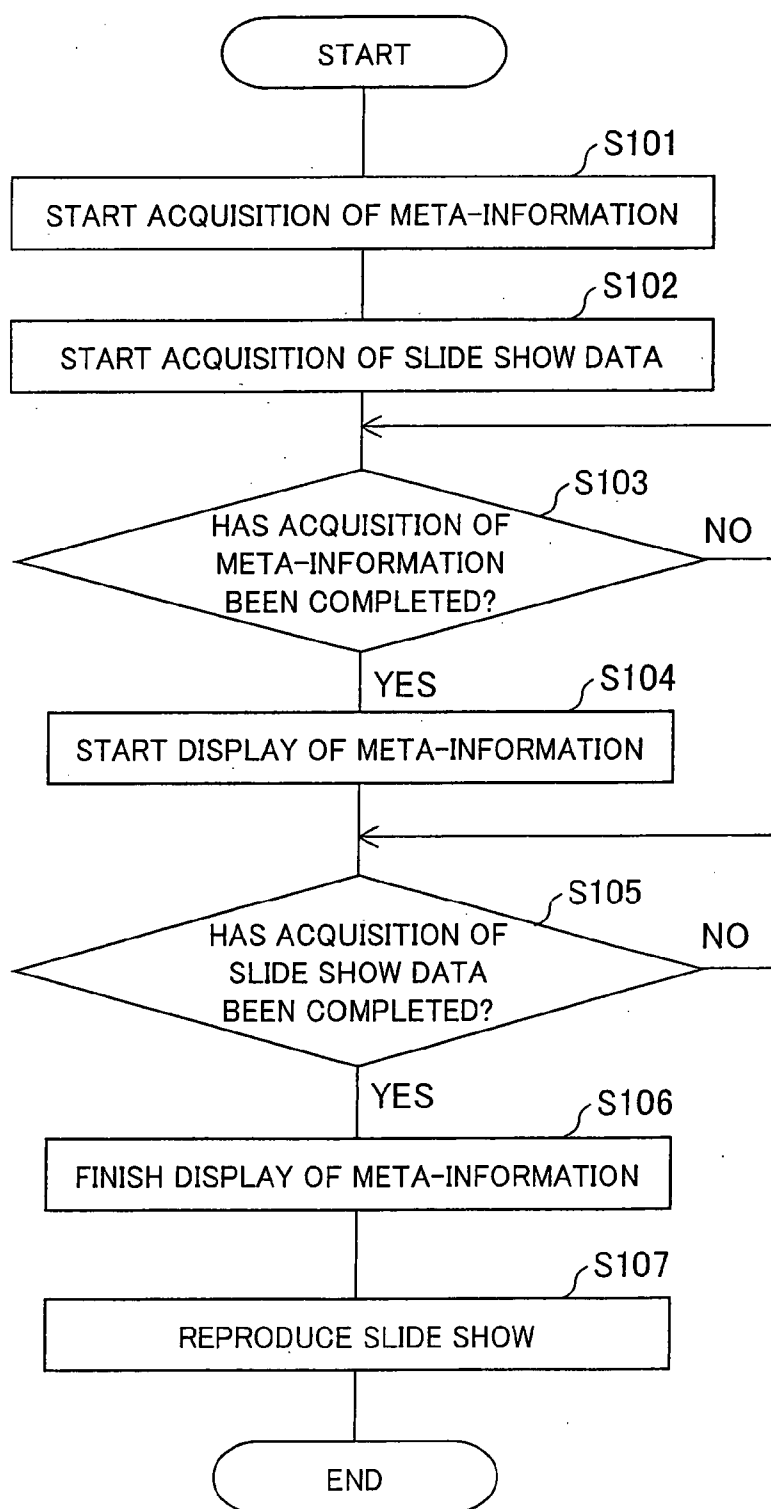 START
S101
START ACQUISITION OF META-INFORMATION
S102
START ACQUISITION OF SLIDE SHOW DATA
S103
HAS ACQUISITION OF
META-INFORMATION
BEEN COMPLETED?
NO
YES
S104
START DISPLAY OF META-INFORMATION
S105
HAS ACQUISITION OF
SLIDE SHOW DATA
BEEN COMPLETED?
NO
YES
S106
FINISH DISPLAY OF META-INFORMATION
S107
REPRODUCE SLIDE SHOW
END